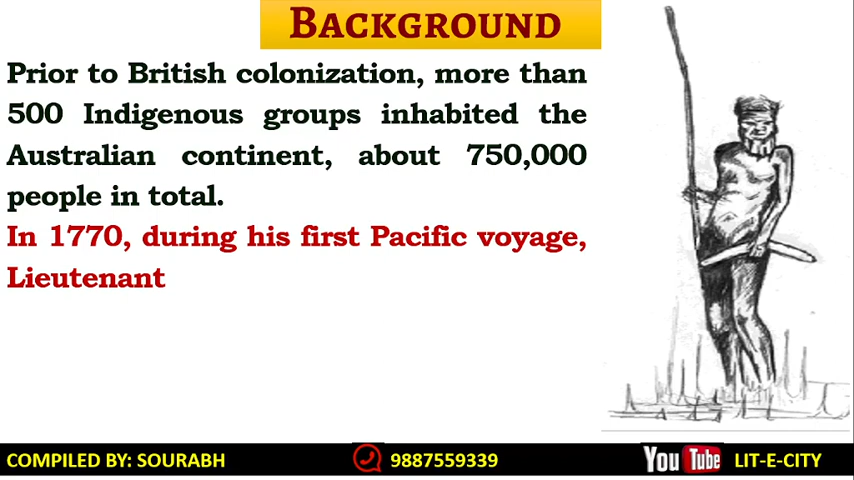 BACKGROUND
Prior to British colonization, more than
500 Indigenous groups inhabited the
Australian continent, about 750,000
people in total.
In 1770, during his first Pacific voyage,
Lieutenant
COMPILED BY: SOURABH 9887559339 YouTube LIT-E-CITY